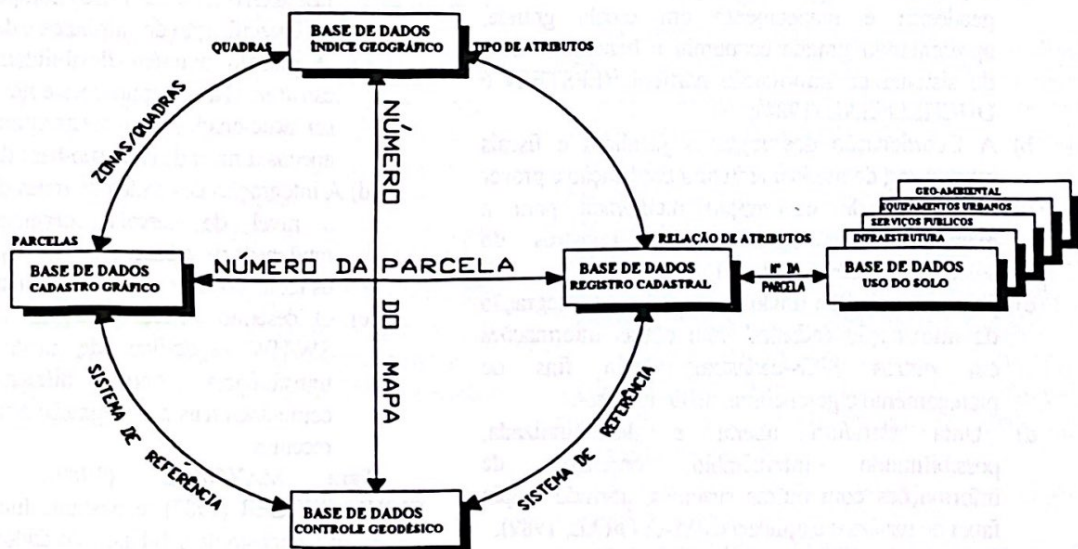 BASE DE DADOS
ÍNDICE GEOGRÁFICO
QUADRAS
TIPO DE ATRIBUTOS
ZONAS/QUADRAS
NÚMERO DO MAPA
PARCELAS
BASE DE DADOS
CADASTRO GRÁFICO
NÚMERO DA PARCELA
RELAÇÃO DE ATRIBUTOS
BASE DE DADOS
REGISTRO CADASTRAL
Nº DA
PARCELA
GEO-AMBIENTAL
EQUIPAMENTOS URBANOS
SERVIÇOS PUBLICOS
INFRAESTRUTURA
BASE DE DADOS
USO DO SOLO
SISTEMA DE REFERÊNCIA
SISTEMA DE REFERÊNCIA
BASE DE DADOS
CONTROLE GEODÉSICO